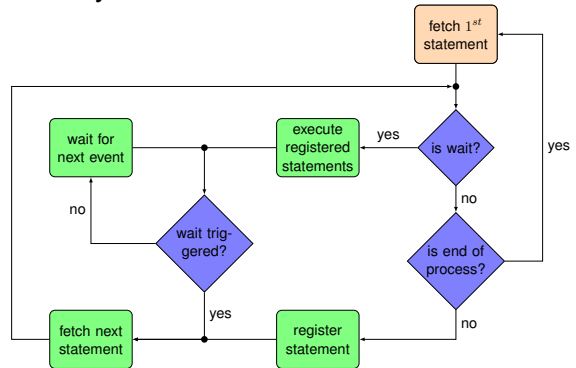 fetch 1st
statement
wait for
next event
execute
registered
statements
yes
is wait?
yes
no
no
wait trig-
gered?
is end of
process?
yes
no
fetch next
statement
register
statement